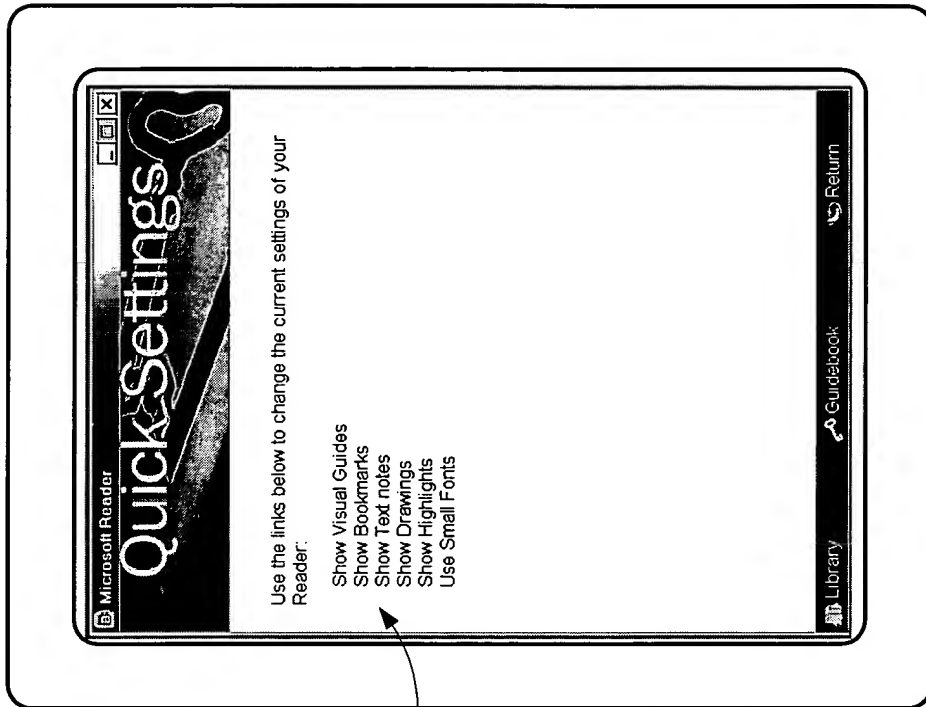 Microsoft Reader
Quick Settings
Use the links below to change the current settings of your
Reader:
Show Visual Guides
Show Bookmarks
Show Text notes
Show Drawings
Show Highlights
Use Small Fonts
Library
Guidebook
Return